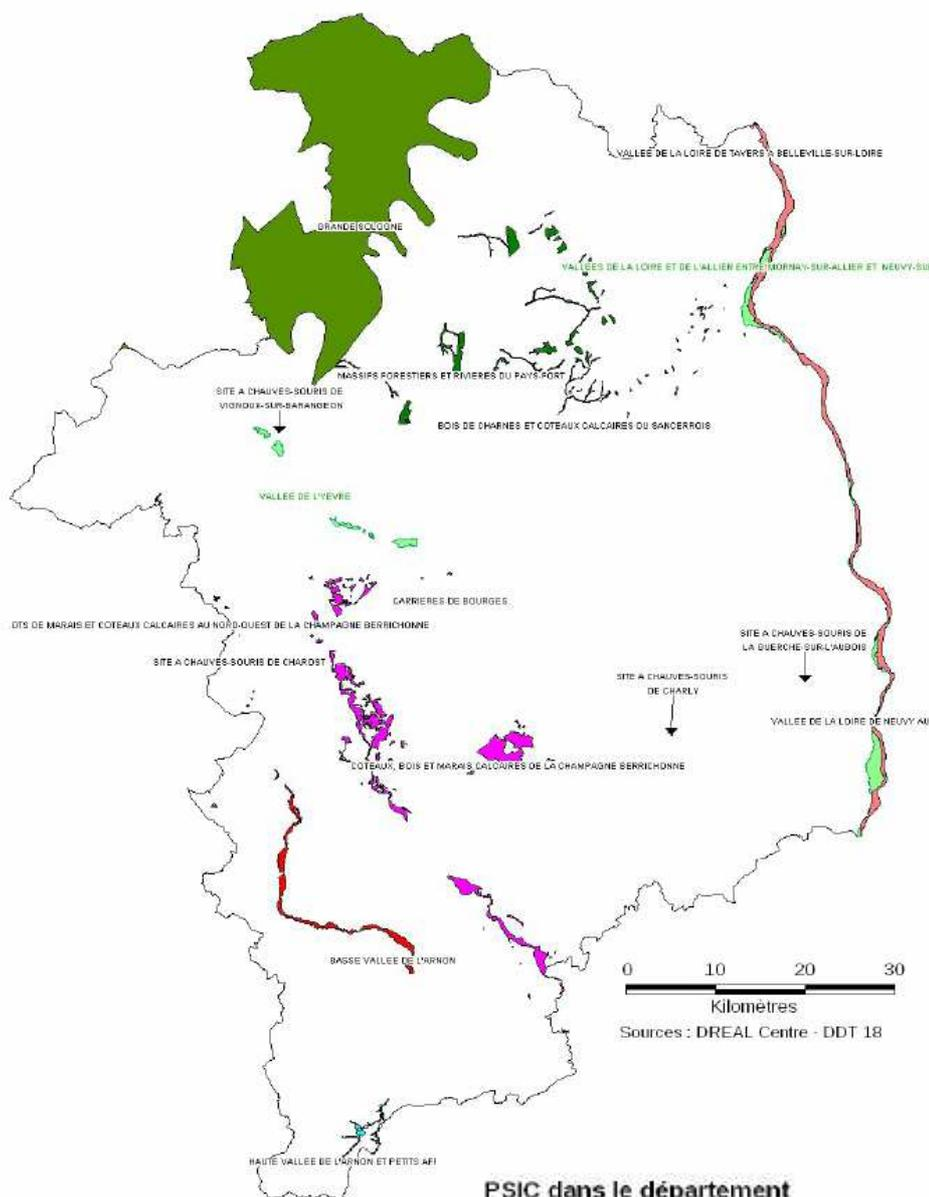 VALLEE DE LA LOIRE DE TAVERS A BELLEVILLE-SUR-LOIRE
GRANDE SOLOGNE
VALLEES DE LA LOIRE ET DE L'ALLIER ENTRE MORNAY-SUR-ALLIER ET NEUVY-SU
MASSIFS FORESTIERS ET RIVIERES DU PAYS-FORT
SITE A CHAUVES-SOURIS DE
VIGNOUX-SUR-BARANGEON
BOIS DE CHARNES ET COTEAUX CALCAIRES DU SANCERROIS
VALLEE DE L'YEVRE
CARRIERES DE BOURGES
OTS DE MARAIS ET COTEAUX CALCAIRES AU NORD-OUEST DE LA CHAMPAGNE BERRICHONNE
SITE A CHAUVES-SOURIS DE
LA GUERCHE-SUR-L'AUBOIS
SITE A CHAUVES-SOURIS DE CHAROST
SITE A CHAUVES-SOURIS
DE CHARLY
VALLEE DE LA LOIRE DE NEUVY AU
COTEAUX, BOIS ET MARAIS CALCAIRES DE LA CHAMPAGNE BERRICHONNE
BASSE VALLEE DE L'ARNON
0 10 20 30
Kilomètres
Sources : DREAL Centre - DDT 18
HAUTE VALLEE DE L'ARNON ET PETITS AFF
PSIC dans le département